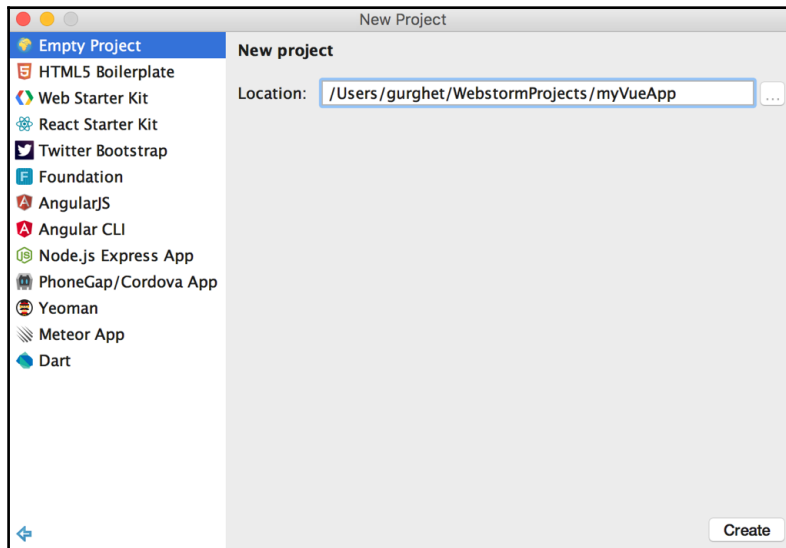 New Project
Empty Project
HTML5 Boilerplate
Web Starter Kit
React Starter Kit
Twitter Bootstrap
Foundation
AngularJS
Angular CLI
Node.js Express App
PhoneGap/Cordova App
Yeoman
Meteor App
Dart
New project
Location: /Users/gurghet/WebstormProjects/myVueApp ...
Create